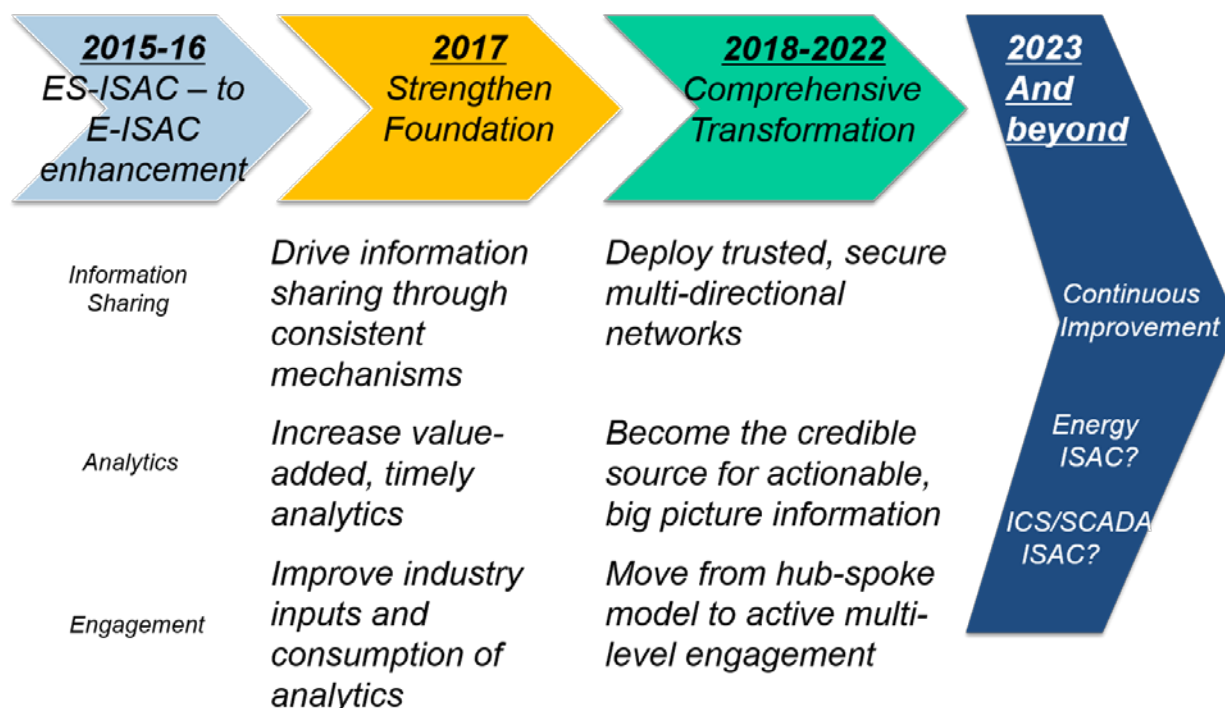 2015-16
ES-ISAC – to
E-ISAC
enhancement
2017
Strengthen
Foundation
2018-2022
Comprehensive
Transformation
2023
And
beyond
Information
Sharing
Drive information
sharing through
consistent
mechanisms
Deploy trusted, secure
multi-directional
networks
Continuous
Improvement
Analytics
Increase value-
added, timely
analytics
Become the credible
source for actionable,
big picture information
Energy
ISAC?
ICS/SCADA
ISAC?
Engagement
Improve industry
inputs and
consumption of
analytics
Move from hub-spoke
model to active multi-
level engagement